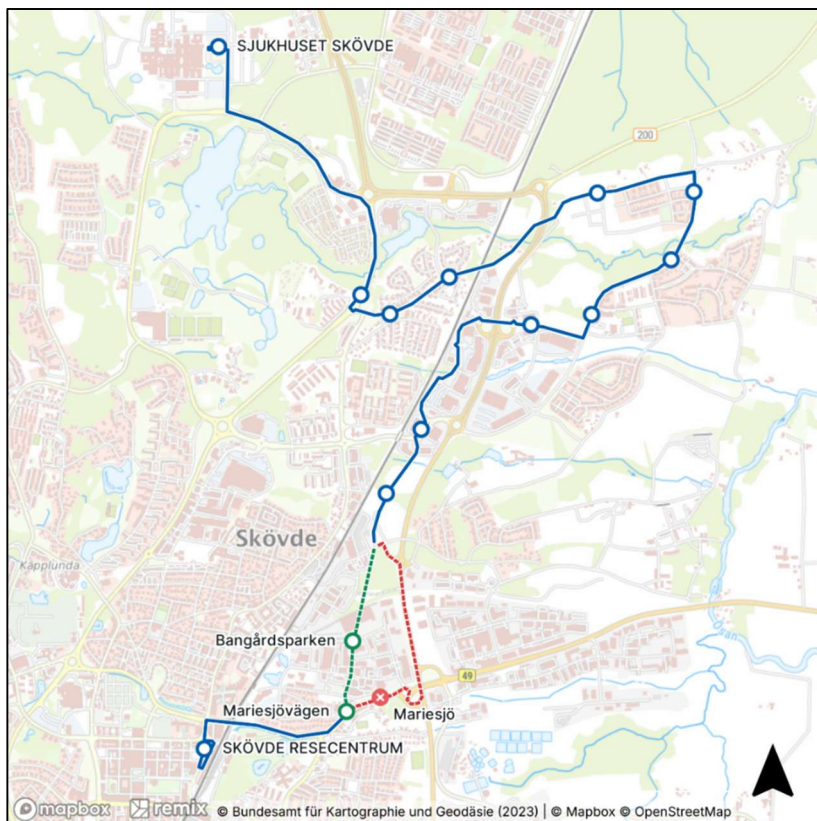 SJUKHUSET SKÖVDE
200
Skövde
Käpplunda
Ösan
Bangårdsparken
49
Mariesjövägen
Mariesjö
SKÖVDE RESECENTRUM
mapbox remix © Bundesamt für Kartographie und Geodäsie (2023) | © Mapbox © OpenStreetMap